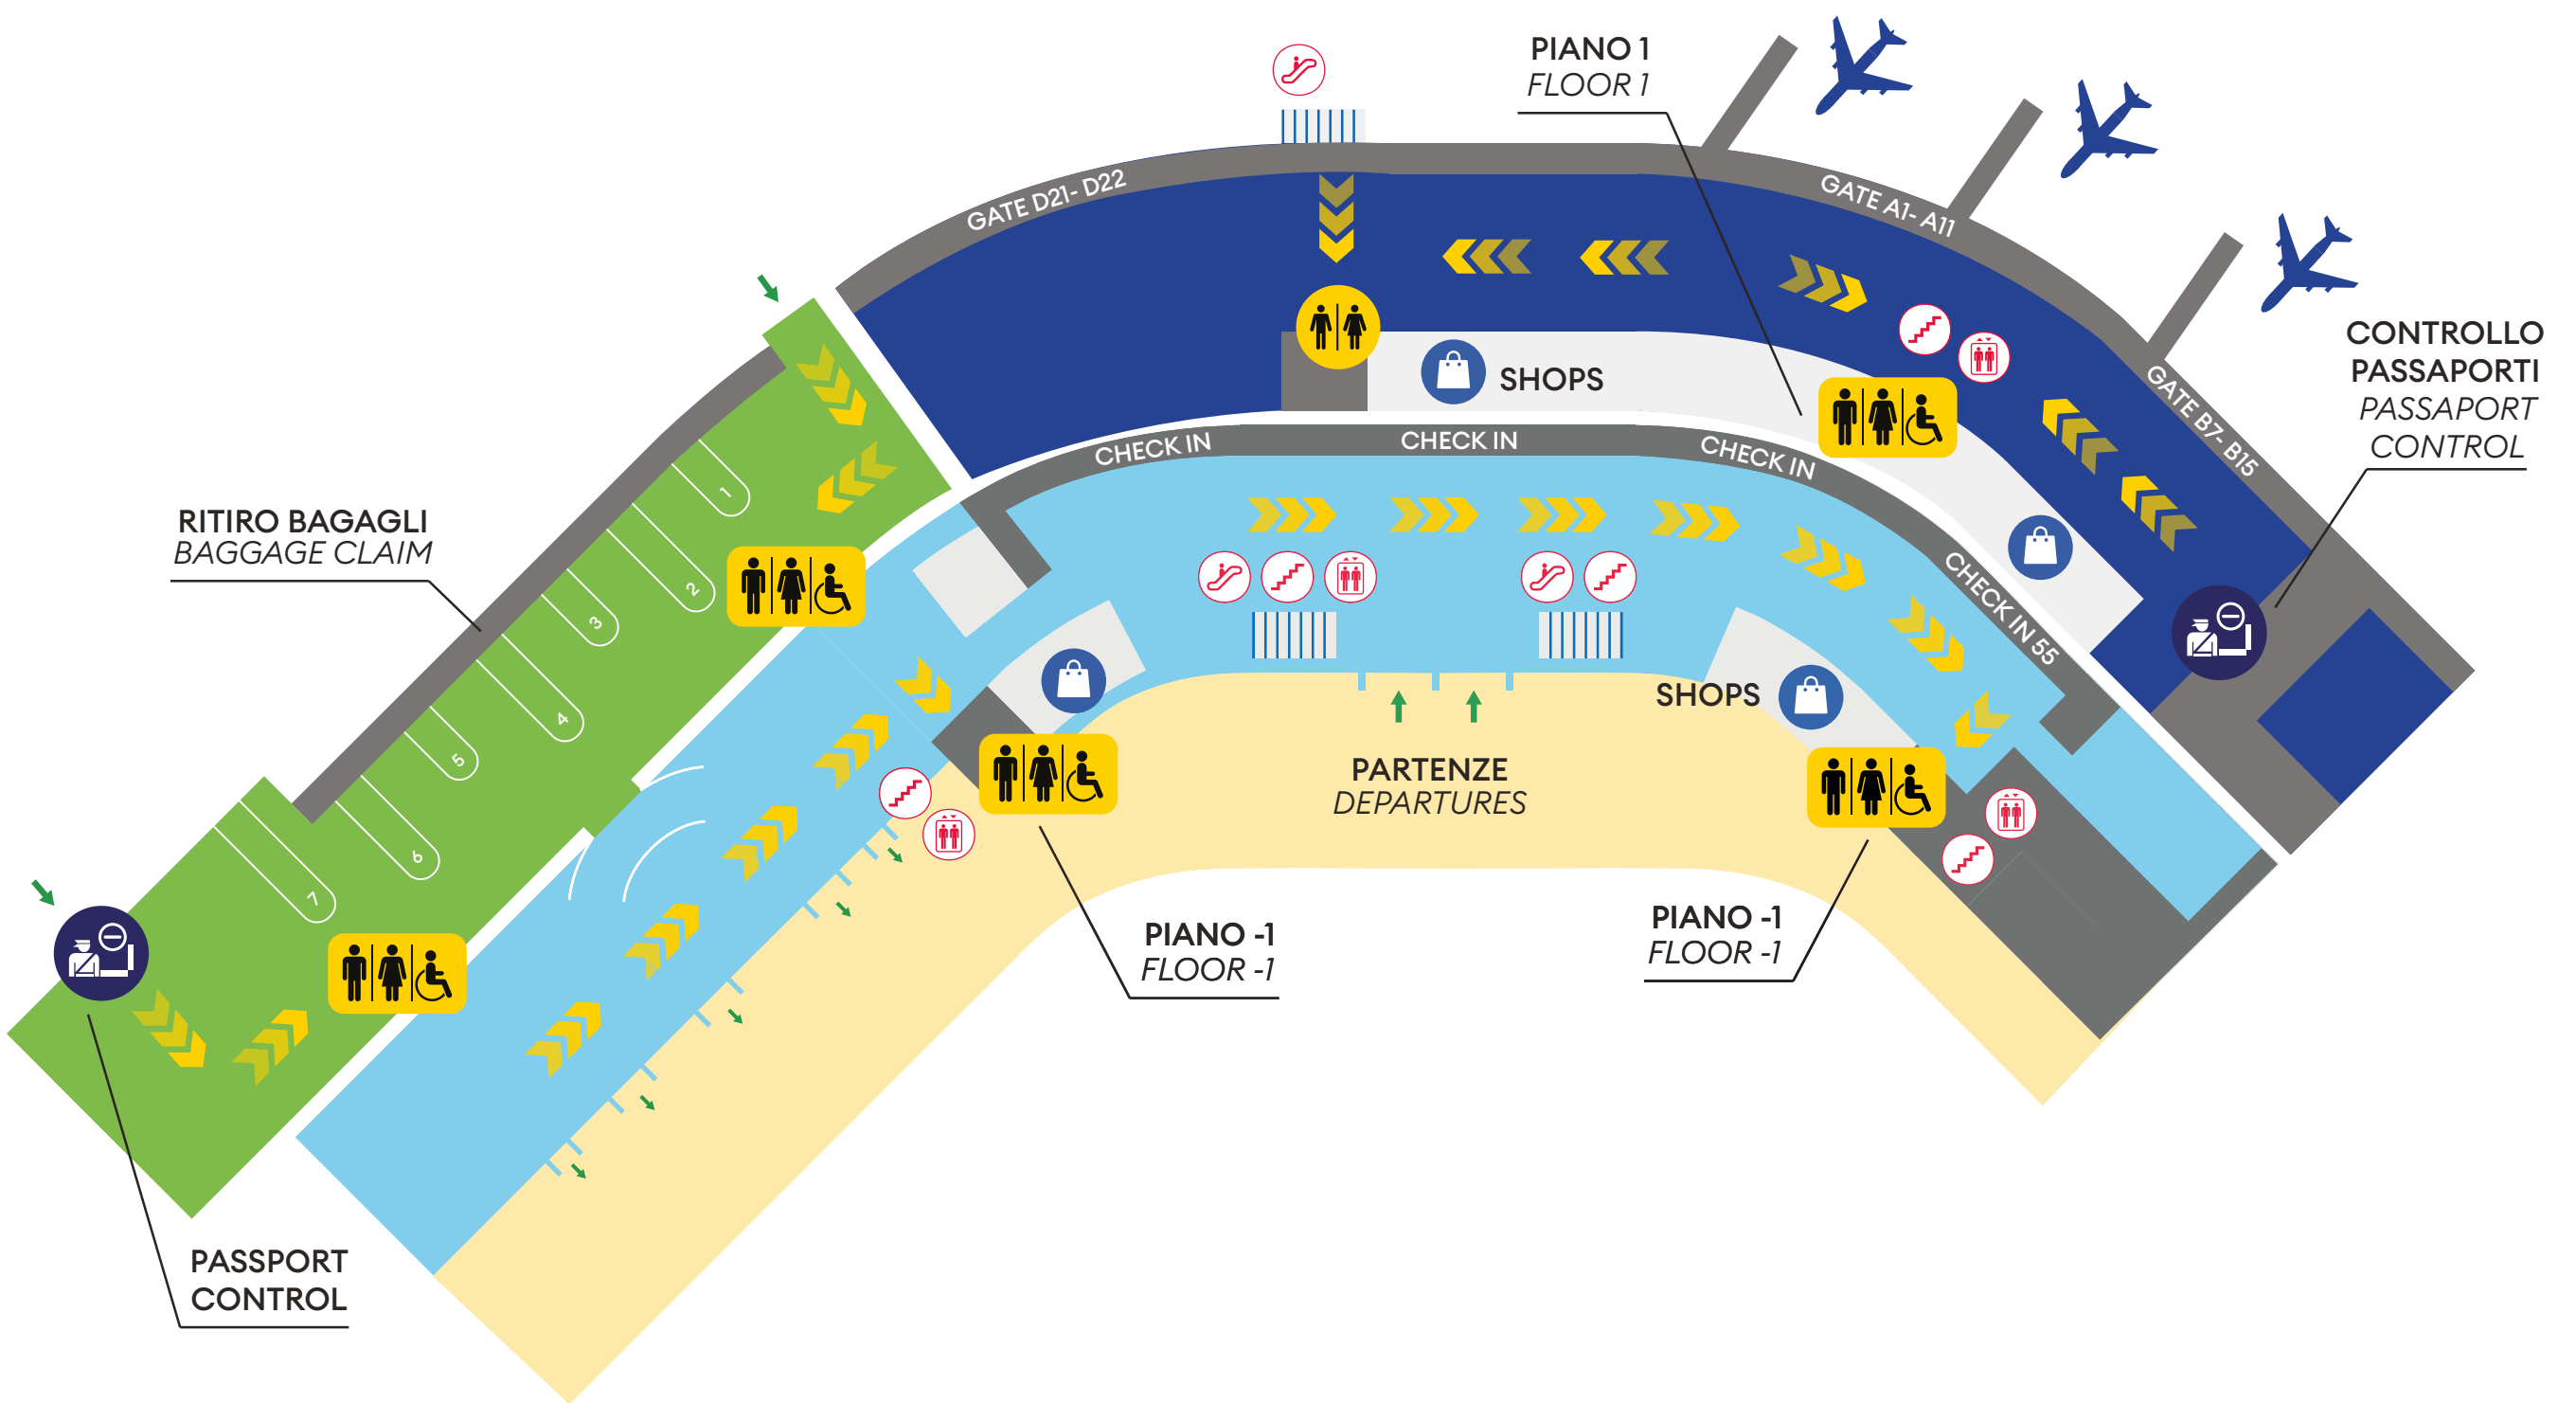 PIANO 1
FLOOR 1
GATE D21- D22
GATE A1- A11
GATE B7- B15
CONTROLLO
PASSAPORTI
PASSAPORT
CONTROL
SHOPS
CHECK IN
CHECK IN
CHECK IN
CHECK IN 55
RITIRO BAGAGLI
BAGGAGE CLAIM
1
2
3
4
5
6
7
SHOPS
PARTENZE
DEPARTURES
PIANO -1
FLOOR -1
PIANO -1
FLOOR -1
PASSPORT
CONTROL